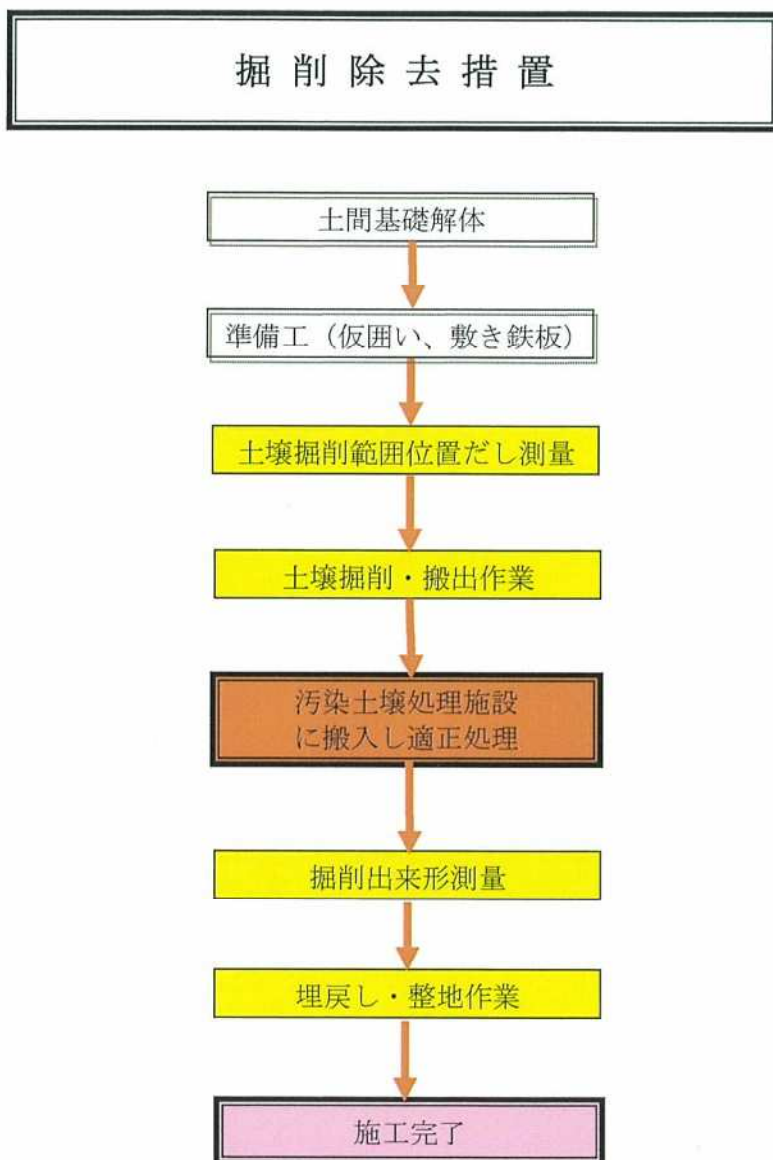 掘削除去措置
土間基礎解体
準備工（仮囲い、敷き鉄板）
土壌掘削範囲位置だし測量
土壌掘削・搬出作業
汚染土壌処理施設
に搬入し適正処理
掘削出来形測量
埋戻し・整地作業
施工完了